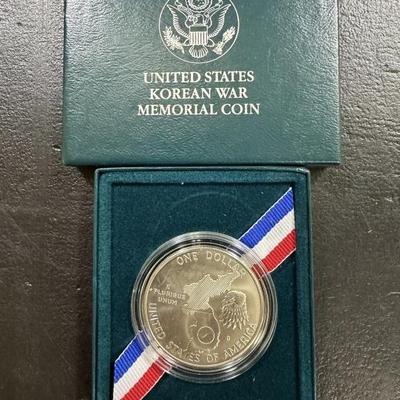 UNITED STATES
KOREAN WAR
MEMORIAL COIN
ONE DOLLAR
E
PLURIBUS
UNUM
D
UNITED STATES OF AMERICA